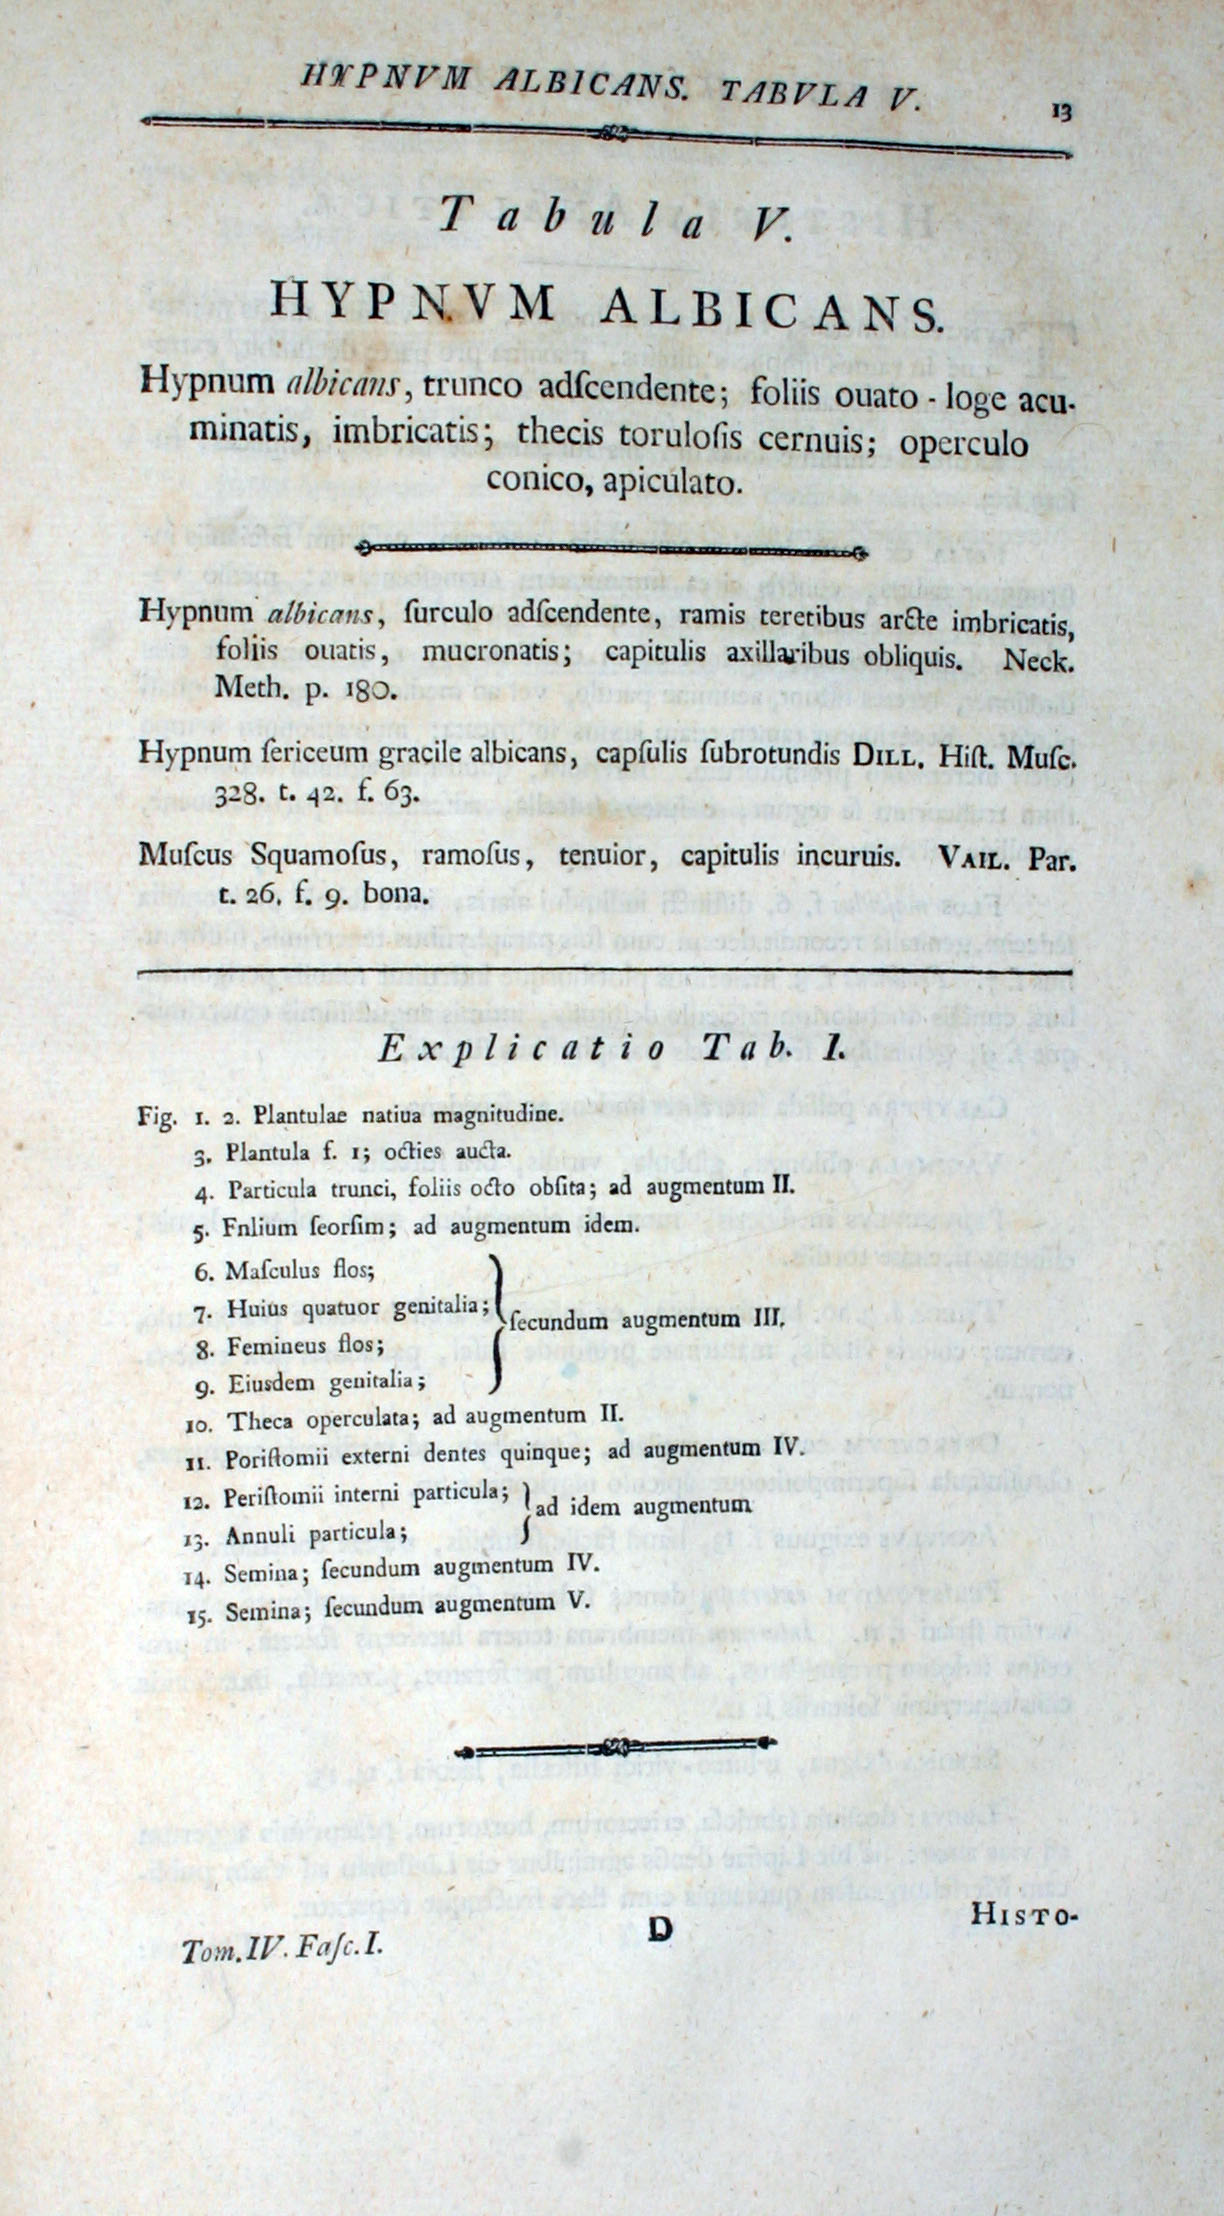 HYPNVM ALBICANS. TABVLA V. 13
Tabula V.
HYPNVM ALBICANS.
Hypnum albicans, trunco adſcendente; foliis ouato - loge acu-
minatis, imbricatis; thecis toruloſis cernuis; operculo
conico, apiculato.
Hypnum albicans, ſurculo adſcendente, ramis teretibus arcte imbricatis,
foliis ouatis, mucronatis; capitulis axillaribus obliquis. Neck.
Meth. p. 180.
Hypnum ſericeum gracile albicans, capſulis ſubrotundis DILL. Hiſt. Muſc.
328. t. 42. f. 63.
Muſcus Squamoſus, ramoſus, tenuior, capitulis incuruis. VAIL. Par.
t. 26. f. 9. bona.
Explicatio Tab. I.
Fig. 1. 2. Plantulae natiua magnitudine.
3. Plantula f. 1; octies aucta.
4. Particula trunci, foliis octo obſita; ad augmentum II.
5. Fnlium ſeorſim; ad augmentum idem.
6. Maſculus flos;
7. Huius quatuor genitalia;
ſecundum augmentum III.
8. Femineus flos;
9. Eiusdem genitalia;
10. Theca operculata; ad augmentum II.
11. Poriſtomii externi dentes quinque; ad augmentum IV.
12. Periſtomii interni particula;
ad idem augmentum
13. Annuli particula;
14. Semina; ſecundum augmentum IV.
15. Semina; ſecundum augmentum V.
Tom. IV. Faſc. I. D HISTO-